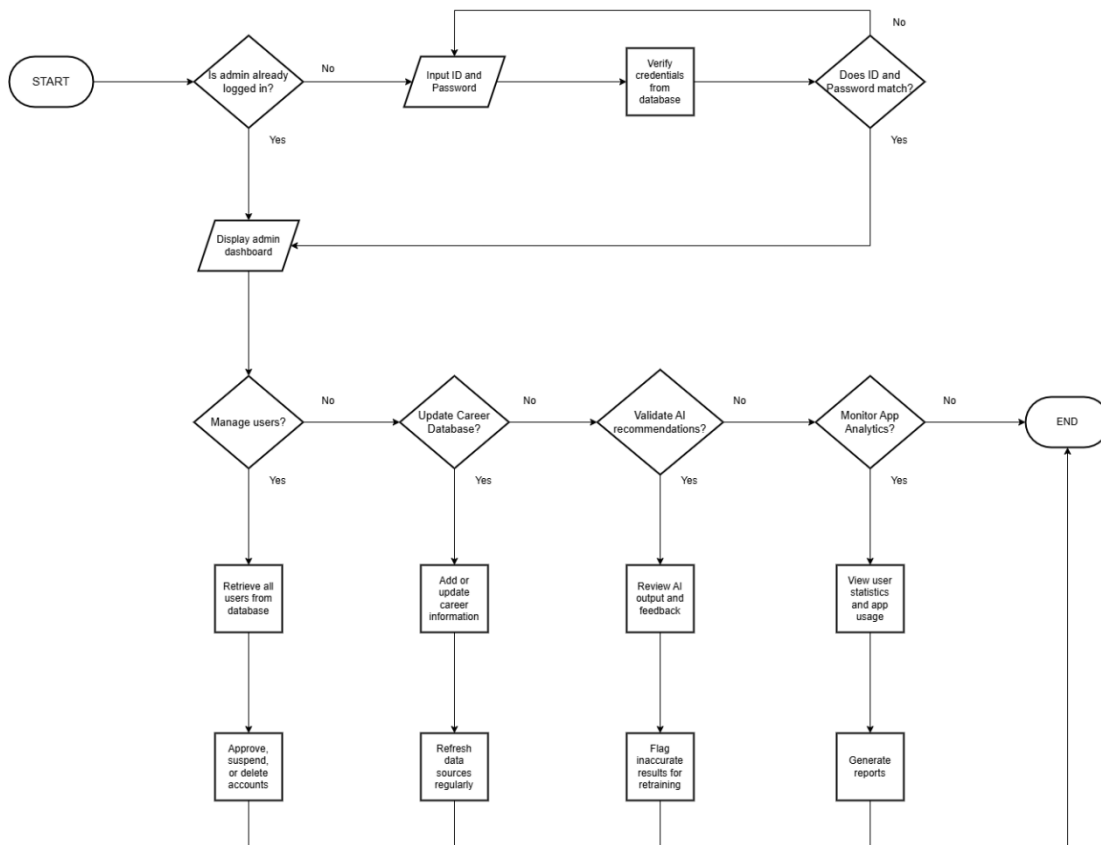 No
START
Is admin already
logged in?
No
Input ID and
Password
Verify
credentials
from
database
Does ID and
Password match?
Yes
Yes
Display admin
dashboard
Manage users?
No
Update Career
Database?
No
Validate AI
recommendations?
No
Monitor App
Analytics?
No
END
Yes
Yes
Yes
Yes
Retrieve all
users from
database
Add or
update
career
information
Review AI
output and
feedback
View user
statistics
and app
usage
Approve,
suspend,
or delete
accounts
Refresh
data
sources
regularly
Flag
inaccurate
results for
retraining
Generate
reports